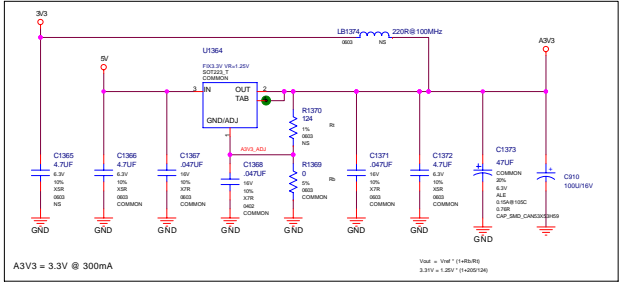 3V3
LB1374
220R@100MHz
0603
NS
A3V3
U1364
5V
FIX3.3V VR=1.25V
SOT223_T
COMMON
3
IN
OUT
2
TAB
GND/ADJ
1
R1370
124
Rt
1%
0603
NS
A3V3_ADJ
C1365
4.7UF
6.3V
10%
X5R
0603
NS
C1366
4.7UF
6.3V
10%
X5R
0603
COMMON
C1367
.047UF
16V
10%
X7R
0603
COMMON
C1368
.047UF
16V
10%
X7R
0402
COMMON
R1369
0
Rb
5%
0603
COMMON
C1371
.047UF
16V
10%
X7R
0603
COMMON
C1372
4.7UF
6.3V
10%
X5R
0603
COMMON
C1373
47UF
COMMON
20%
6.3V
ALE
0.15A@105C
0.76R
CAP_SMD_CAN53X53H59
C910
100U/16V
GND
GND
GND
GND
GND
GND
GND
GND
A3V3 = 3.3V @ 300mA
Vout = Vref * (1+Rb/Rt)
3.31V = 1.25V * (1+205/124)